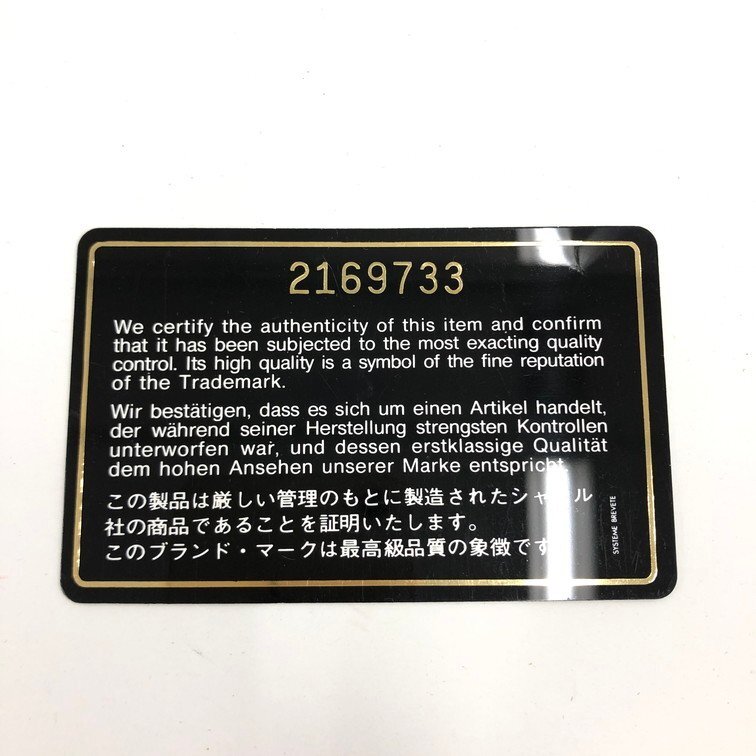 2169733
We certify the authenticity of this item and confirm
that it has been subjected to the most exacting quality
control. Its high quality is a symbol of the fine reputation
of the Trademark.
Wir bestätigen, dass es sich um einen Artikel handelt,
der während seiner Herstellung strengsten Kontrollen
unterworfen war, und dessen erstklassige Qualität
dem hohen Ansehen unserer Marke entspricht.
この製品は厳しい管理のもとに製造されたシャネル
社の商品であることを証明いたします。
このブランド・マークは最高級品質の象徴です
SYSTEME BREVETE